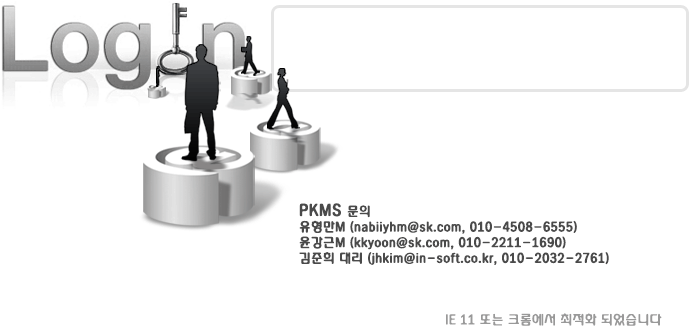 Login
PKMS 문의
유형만M (nabiiyhm@sk.com, 010-4508-6555)
윤강근M (kkyoon@sk.com, 010-2211-1690)
김준희 대리 (jhkim@in-soft.co.kr, 010-2032-2761)
IE 11 또는 크롬에서 최적화 되었습니다